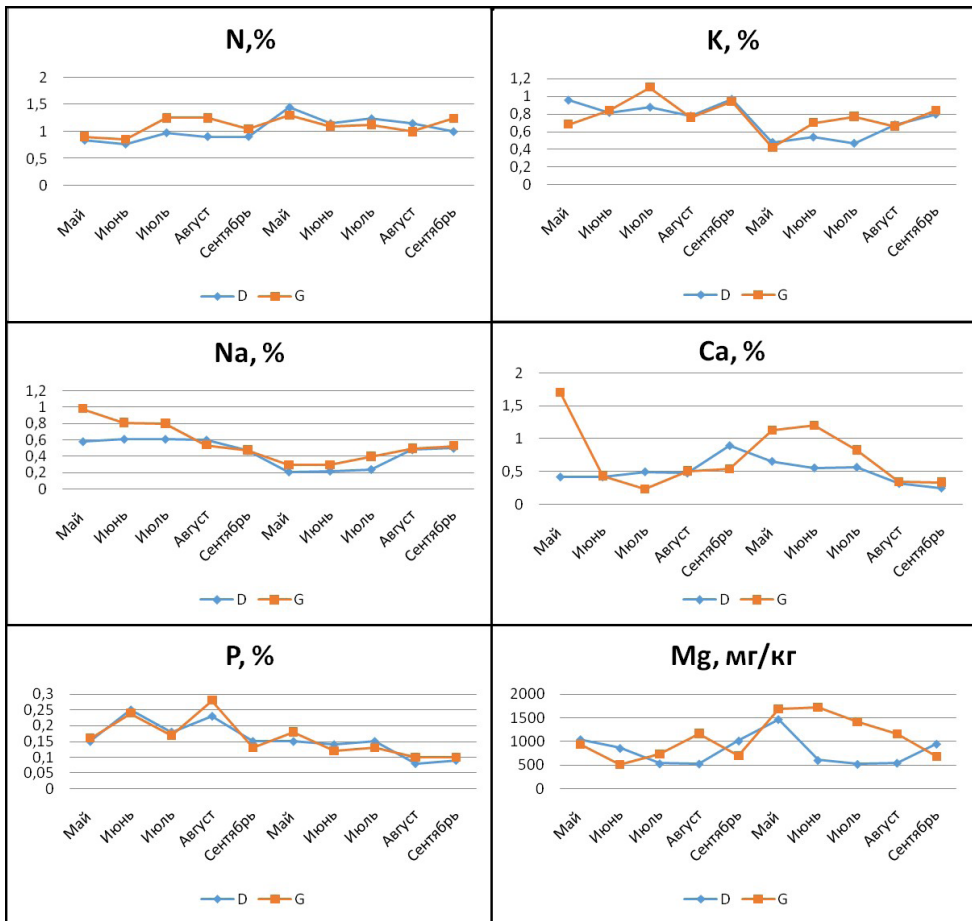 N,%
2
1,5
1
0,5
0
Май Июнь Июль Август Сентябрь Май Июнь Июль Август Сентябрь
D G
K, %
1,2
1
0,8
0,6
0,4
0,2
0
Май Июнь Июль Август Сентябрь Май Июнь Июль Август Сентябрь
D G
Na, %
1,2
1
0,8
0,6
0,4
0,2
0
Май Июнь Июль Август Сентябрь Май Июнь Июль Август Сентябрь
D G
Ca, %
2
1,5
1
0,5
0
Май Июнь Июль Август Сентябрь Май Июнь Июль Август Сентябрь
D G
P, %
0,3
0,25
0,2
0,15
0,1
0,05
0
Май Июнь Июль Август Сентябрь Май Июнь Июль Август Сентябрь
D G
Mg, мг/кг
2000
1500
1000
500
0
Май Июнь Июль Август Сентябрь Май Июнь Июль Август Сентябрь
D G